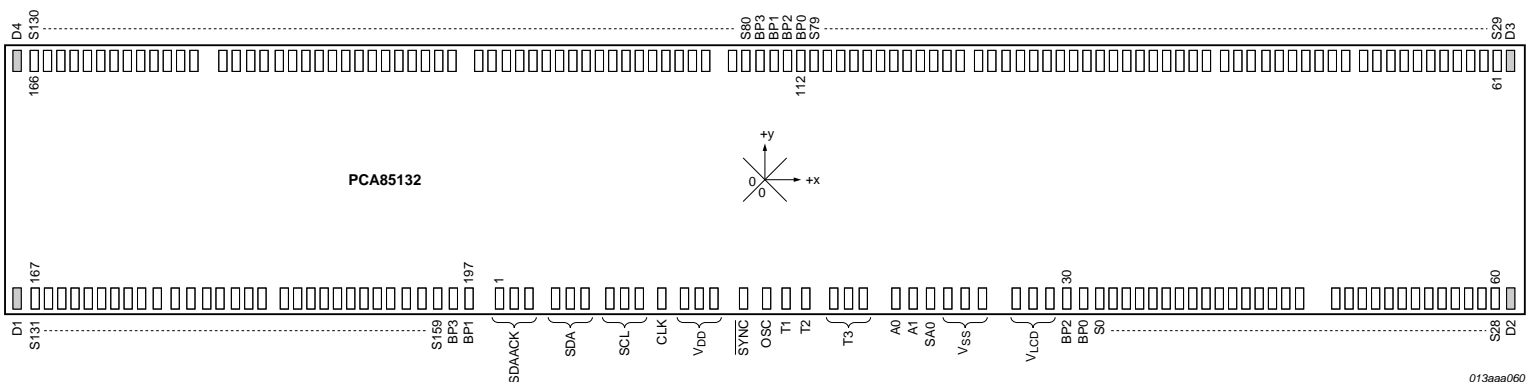 D4
S130
S80
BP3
BP1
BP2
BP0
S79
S29
D3
166
112
61
+y
PCA85132
0
0
+x
167
197
1
30
60
D1
S131
S159
BP3
BP1
SDAACK
SDA
SCL
CLK
VDD
SYNC
OSC
T1
T2
T3
A0
A1
SA0
VSS
VLCD
BP2
BP0
S0
S28
D2
013aaa060